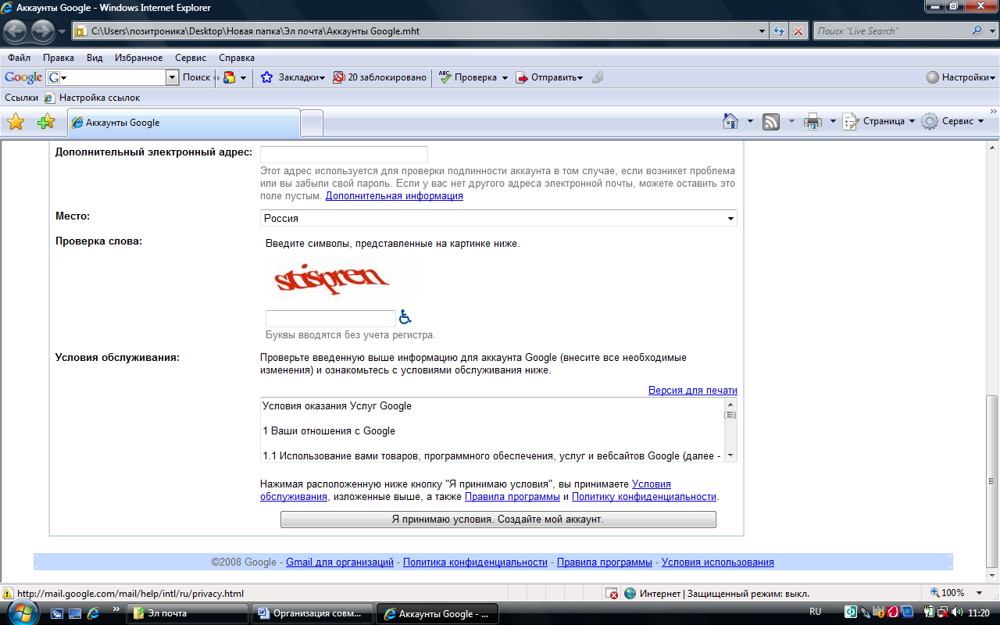 Аккаунты Google - Windows Internet Explorer
C:\Users\позитроника\Desktop\Новая папка\Эл почта\Аккаунты Google.mht
Поиск "Live Search"
Файл Правка Вид Избранное Сервис Справка
Google G Поиск Закладки 20 заблокировано ABC Проверка Отправить Настройки
Ссылки Настройка ссылок
Аккаунты Google Страница Сервис
Дополнительный электронный адрес:
Этот адрес используется для проверки подлинности аккаунта в том случае, если возникет проблема
или вы забыли свой пароль. Если у вас нет другого адреса электронной почты, можете оставить это
поле пустым. Дополнительная информация
Место: Россия
Проверка слова: Введите символы, представленные на картинке ниже.
stispren
Буквы вводятся без учета регистра.
Условия обслуживания: Проверьте введенную выше информацию для аккаунта Google (внесите все необходимые
изменения) и ознакомьтесь с условиями обслуживания ниже.
Версия для печати
Условия оказания Услуг Google
1 Ваши отношения с Google
1.1 Использование вами товаров, программного обеспечения, услуг и вебсайтов Google (далее -
Нажимая расположенную ниже кнопку "Я принимаю условия", вы принимаете Условия
обслуживания, изложенные выше, а также Правила программы и Политику конфиденциальности.
Я принимаю условия. Создайте мой аккаунт.
©2008 Google - Gmail для организаций - Политика конфиденциальности - Правила программы - Условия использования
http://mail.google.com/mail/help/intl/ru/privacy.html Интернет | Защищенный режим: выкл. 100%
Эл почта Организация совм... Аккаунты Google - ... RU 11:20